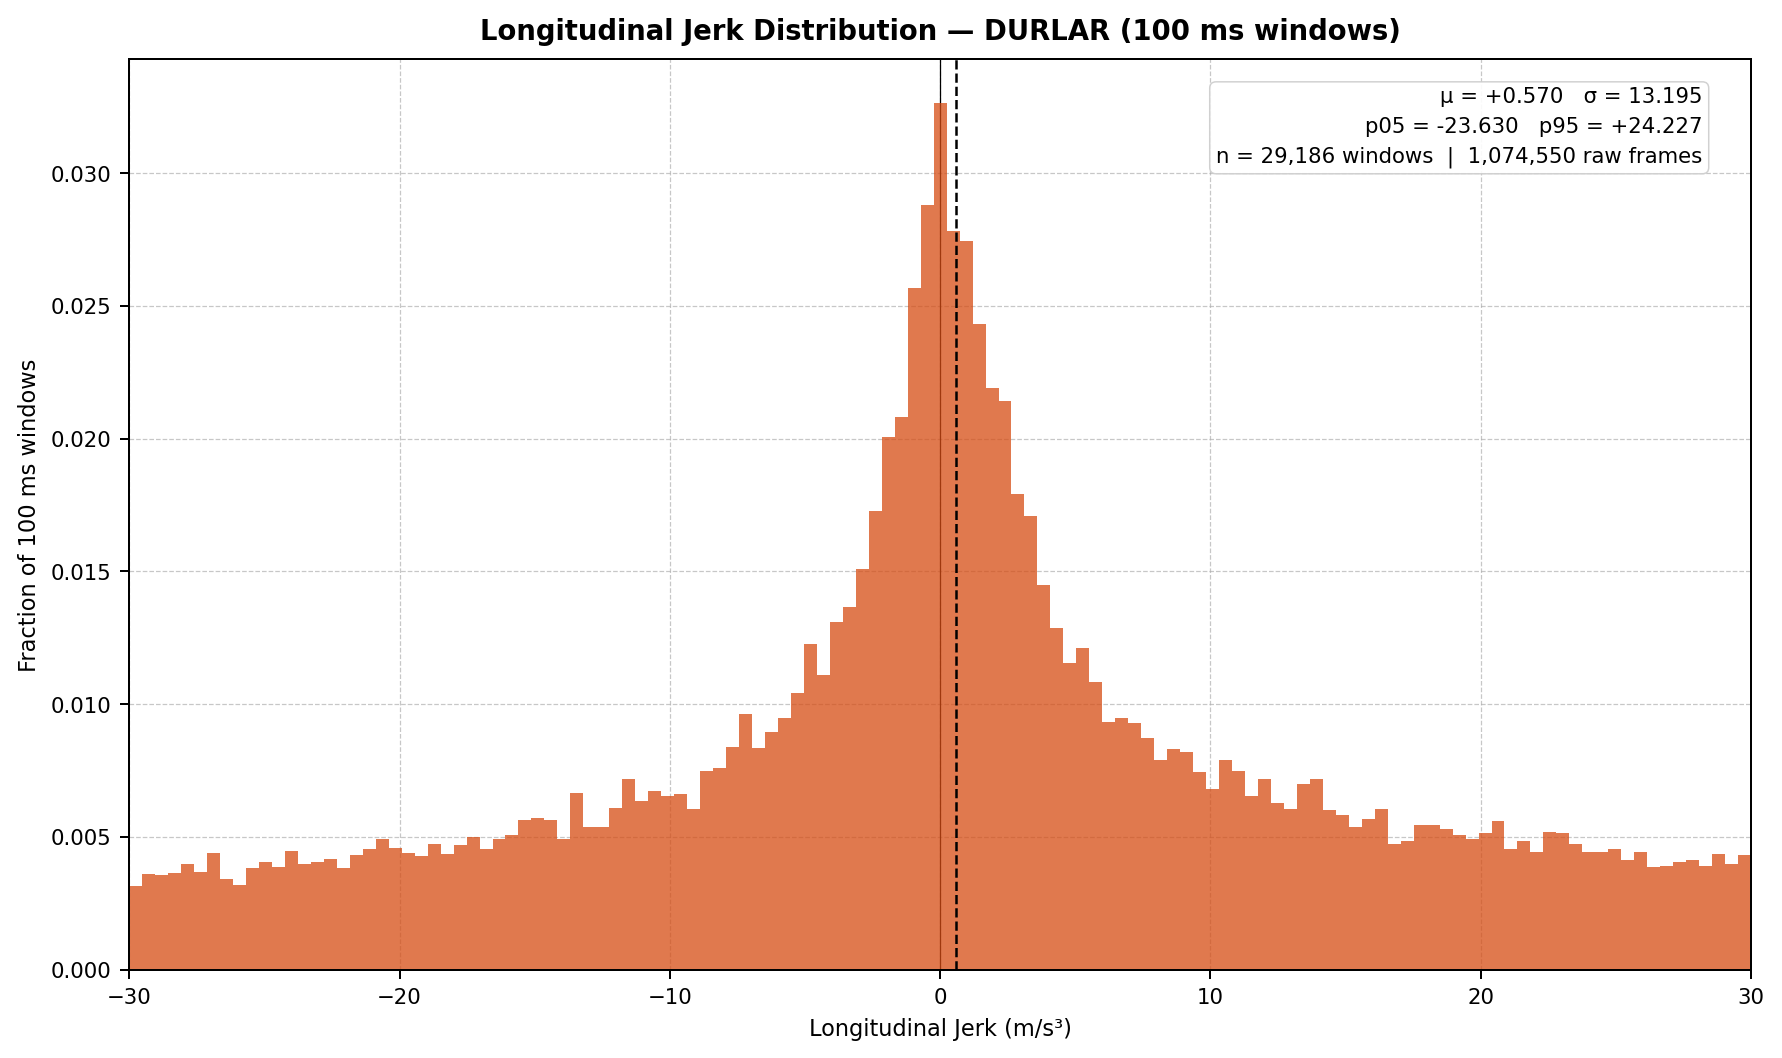 Longitudinal Jerk Distribution — DURLAR (100 ms windows)
μ = +0.570   σ = 13.195
p05 = -23.630   p95 = +24.227
n = 29,186 windows  |  1,074,550 raw frames
Fraction of 100 ms windows
0.030
0.025
0.020
0.015
0.010
0.005
0.000
−30
−20
−10
0
10
20
30
Longitudinal Jerk (m/s³)